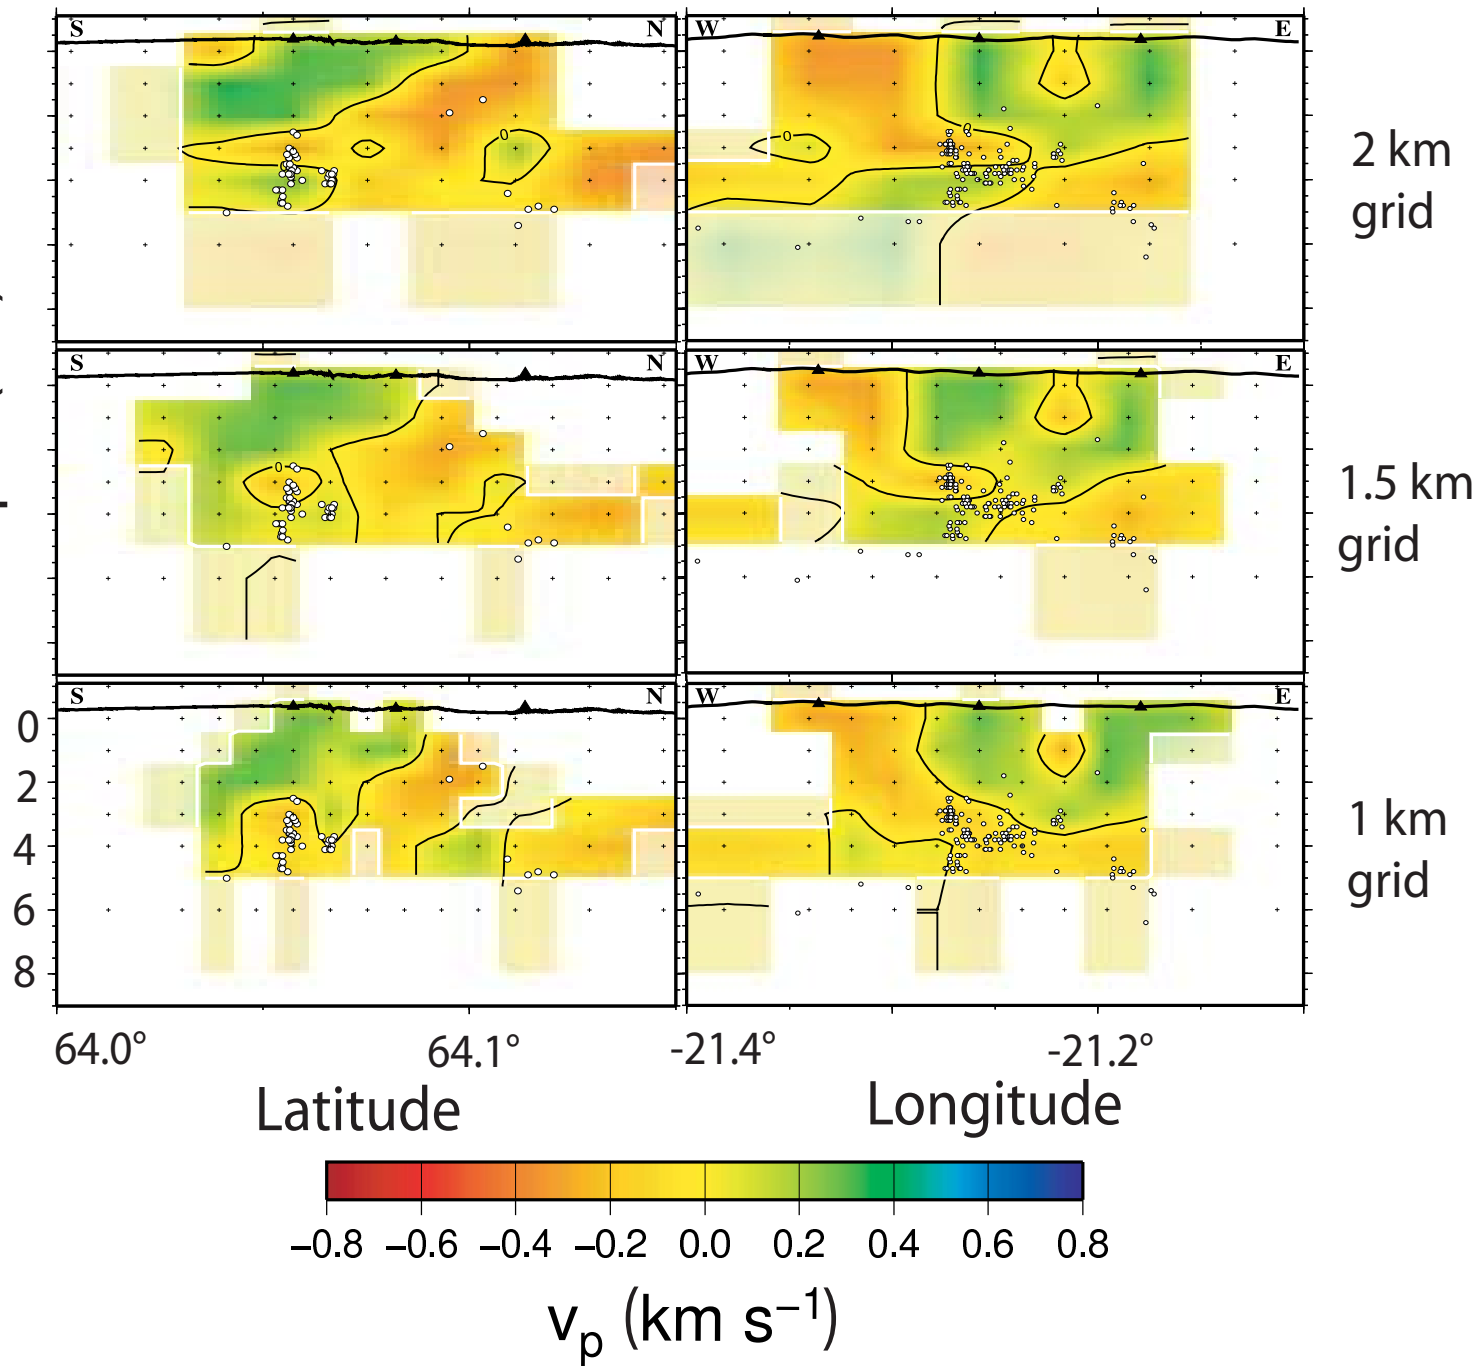 S N W E
0 0
2 km
grid
S N W E
0
1.5 km
grid
S N W E
0
2
4
6
8
1 km
grid
64.0° 64.1° -21.4° -21.2°
Latitude Longitude
−0.8 −0.6 −0.4 −0.2 0.0 0.2 0.4 0.6 0.8
vp (km s−1)